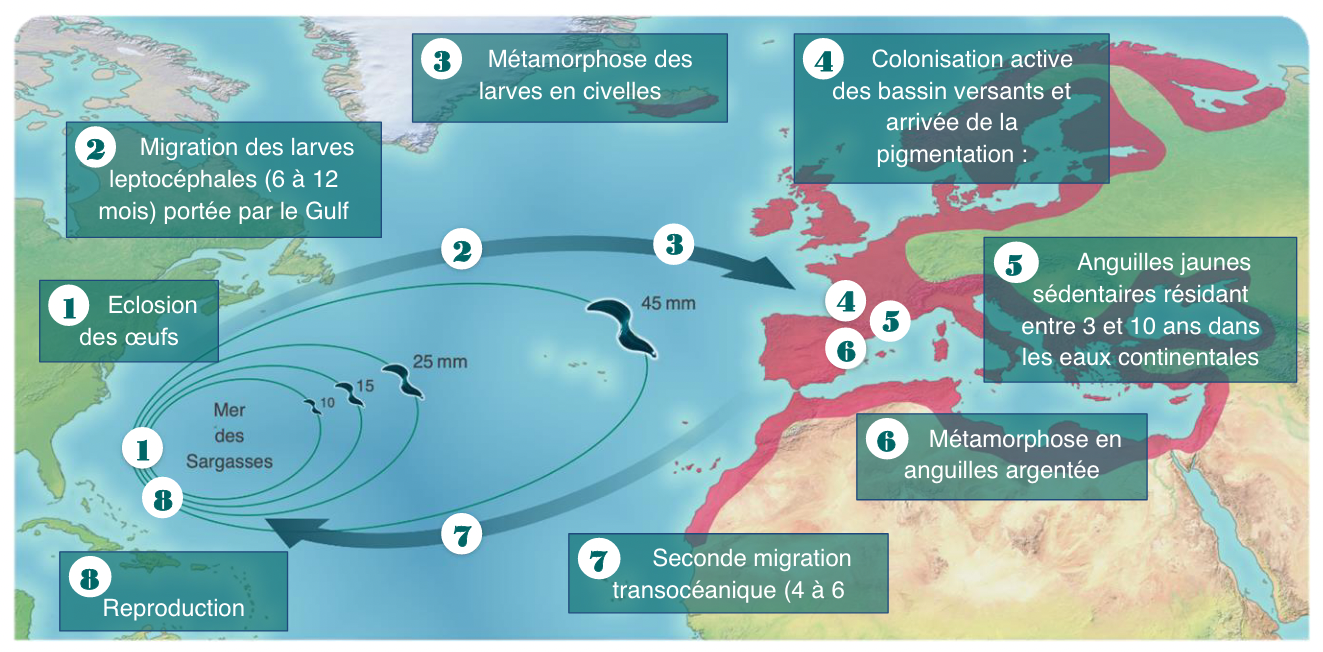 3 Métamorphose des
larves en civelles
4 Colonisation active
des bassin versants et
arrivée de la
pigmentation :
2 Migration des larves
leptocéphales (6 à 12
mois) portée par le Gulf
1 Eclosion
des œufs
5 Anguilles jaunes
sédentaires résidant
entre 3 et 10 ans dans
les eaux continentales
2
3
4
5
6
45 mm
25 mm
15
10
Mer
des
Sargasses
1
8
7
6 Métamorphose en
anguilles argentée
7 Seconde migration
transocéanique (4 à 6
8
Reproduction